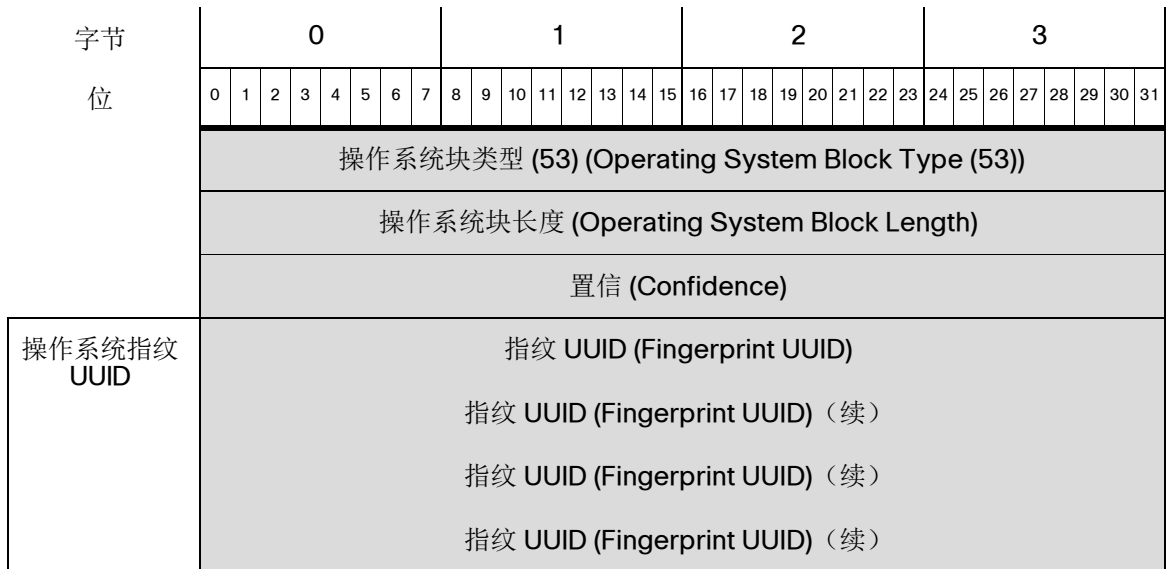 字节 0 1 2 3
位 0 1 2 3 4 5 6 7 8 9 10 11 12 13 14 15 16 17 18 19 20 21 22 23 24 25 26 27 28 29 30 31
操作系统块类型 (53) (Operating System Block Type (53))
操作系统块长度 (Operating System Block Length)
置信 (Confidence)
操作系统指纹
UUID
指纹 UUID (Fingerprint UUID)
指纹 UUID (Fingerprint UUID)（续）
指纹 UUID (Fingerprint UUID)（续）
指纹 UUID (Fingerprint UUID)（续）